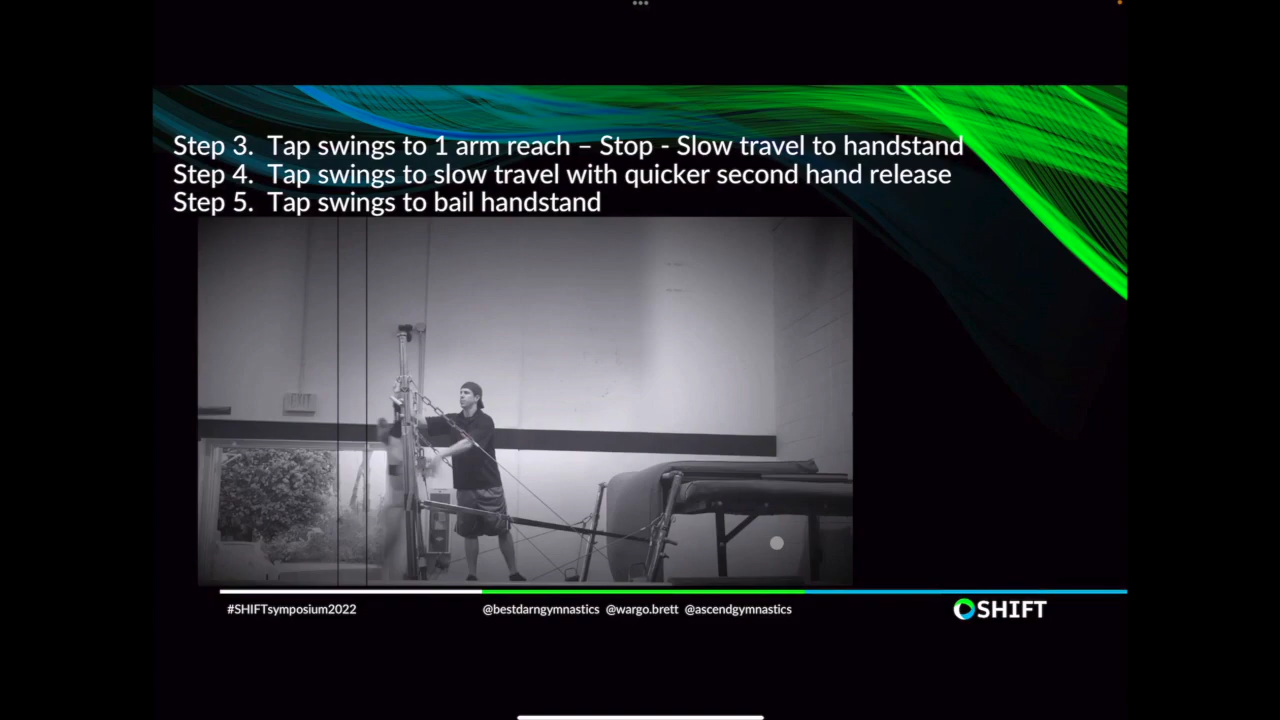 Step 3. Tap swings to 1 arm reach – Stop - Slow travel to handstand
Step 4. Tap swings to slow travel with quicker second hand release
Step 5. Tap swings to bail handstand
#SHIFTsymposium2022 @bestdarngymnastics @wargo.brett @ascendgymnastics SHIFT